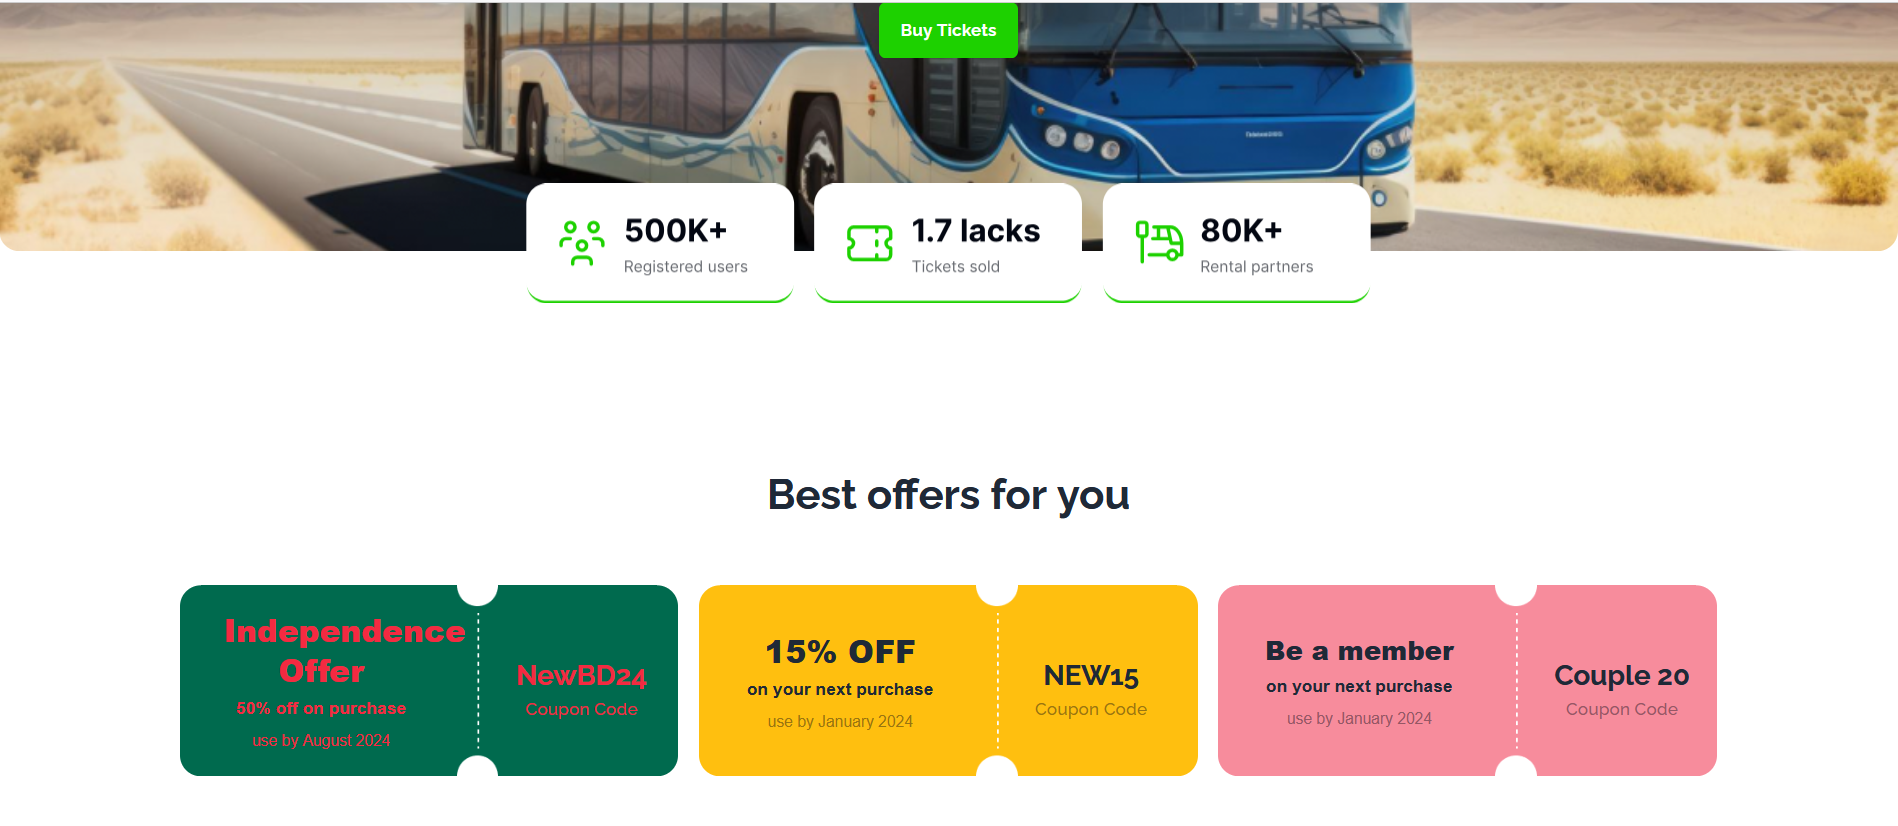 Buy Tickets
500K+
Registered users
1.7 lacks
Tickets sold
80K+
Rental partners
Best offers for you
Independence
Offer
50% off on purchase
use by August 2024
NewBD24
Coupon Code
15% OFF
on your next purchase
use by January 2024
NEW15
Coupon Code
Be a member
on your next purchase
use by January 2024
Couple 20
Coupon Code